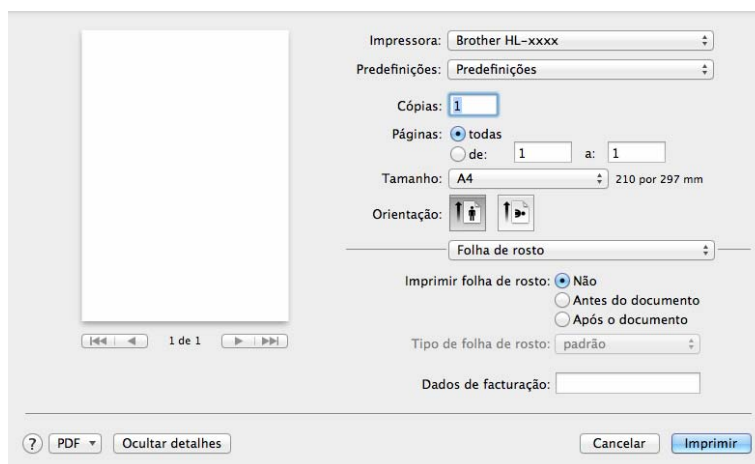 Impressora: Brother HL-xxxx
Predefinições: Predefinições
Cópias: 1
Páginas: todas
de: 1 a: 1
Tamanho: A4 210 por 297 mm
Orientação:
Folha de rosto
Imprimir folha de rosto: Não
Antes do documento
Após o documento
1 de 1
Tipo de folha de rosto: padrão
Dados de facturação:
? PDF Ocultar detalhes Cancelar Imprimir